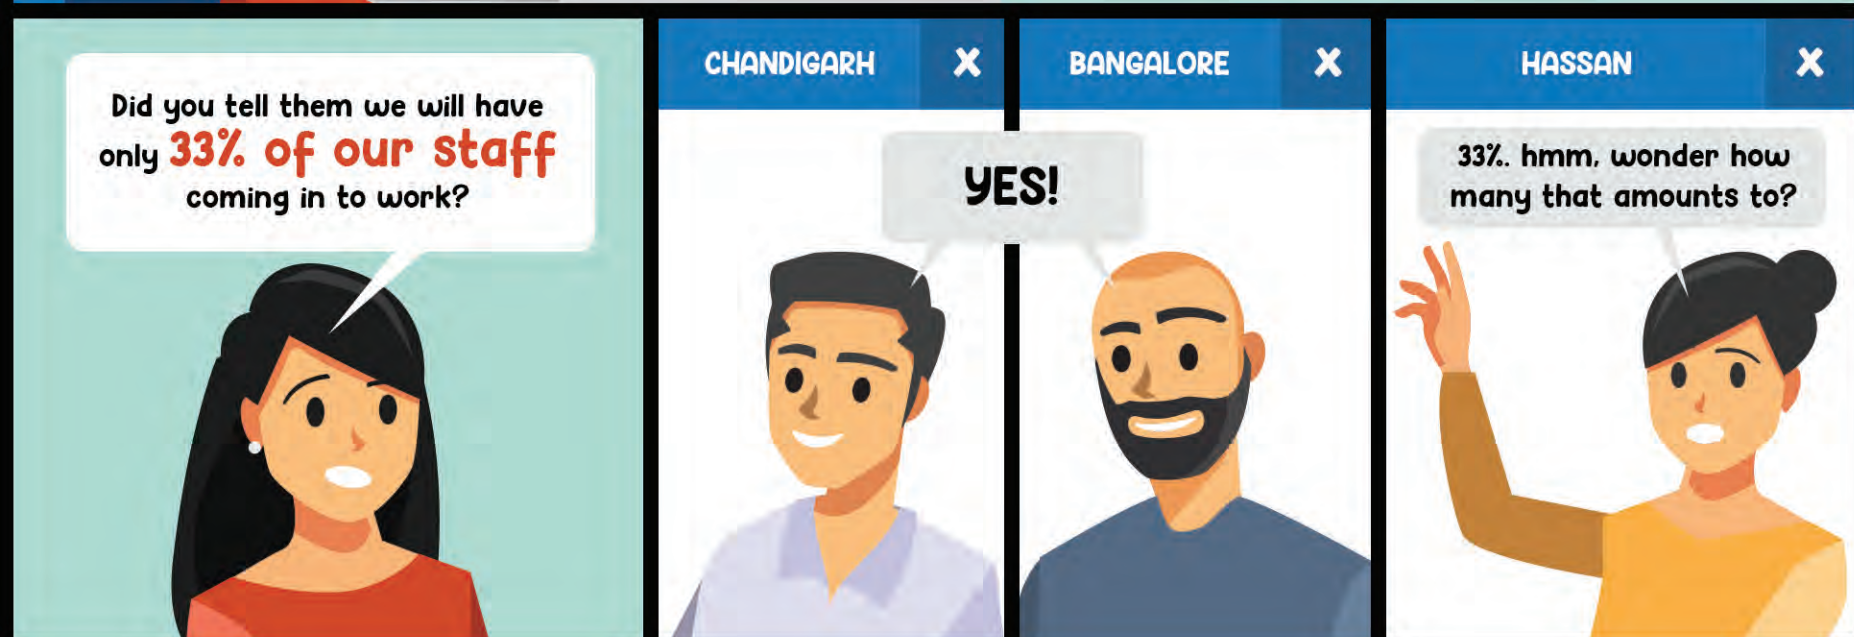 Did you tell them we will have
only 33% of our staff
coming in to work?
CHANDIGARH X
BANGALORE X
HASSAN X
YES!
33%. hmm, wonder how
many that amounts to?